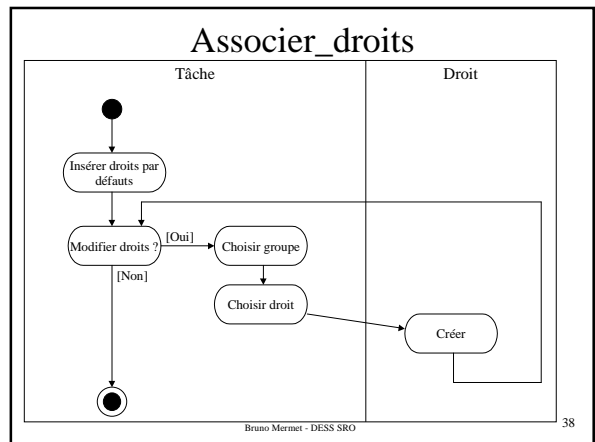 Associer_droits
Tâche
Droit
Insérer droits par
défauts
Modifier droits ?
[Oui]
Choisir groupe
[Non]
Choisir droit
Créer
Bruno Mermet - DESS SRO
38